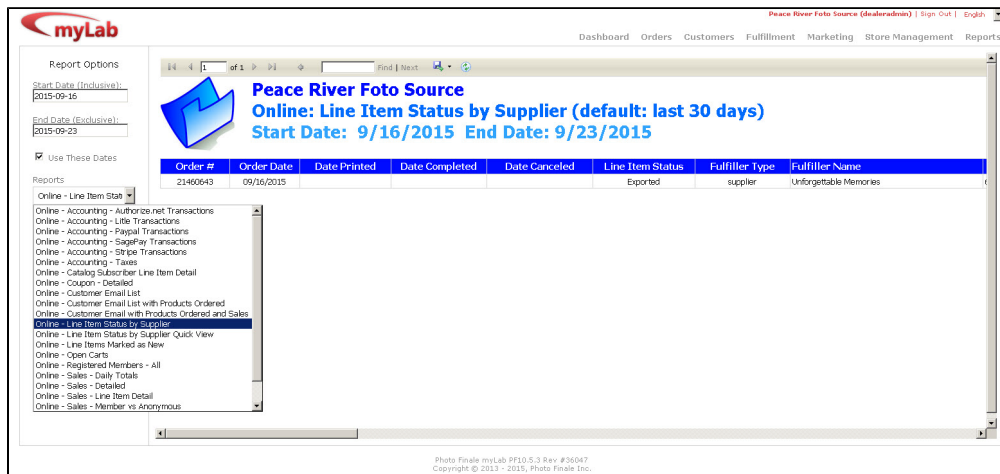 Peace River Foto Source (dealeradmin) | Sign Out | English
myLab
Dashboard Orders Customers Fulfillment Marketing Store Management Reports
Report Options
Start Date (Inclusive):
2015-09-16
End Date (Exclusive):
2015-09-23
Use These Dates
Reports
Online - Line Item Stat
Online - Accounting - Authorize.net Transactions
Online - Accounting - Litle Transactions
Online - Accounting - Paypal Transactions
Online - Accounting - SagePay Transactions
Online - Accounting - Stripe Transactions
Online - Accounting - Taxes
Online - Catalog Subscriber Line Item Detail
Online - Coupon - Detailed
Online - Customer Email List
Online - Customer Email List with Products Ordered
Online - Customer Email with Products Ordered and Sales
Online - Line Item Status by Supplier
Online - Line Item Status by Supplier Quick View
Online - Line Items Marked as New
Online - Open Carts
Online - Registered Members - All
Online - Sales - Daily Totals
Online - Sales - Detailed
Online - Sales - Line Item Detail
Online - Sales - Member vs Anonymous
1 of 1 Find | Next
Peace River Foto Source
Online: Line Item Status by Supplier (default: last 30 days)
Start Date: 9/16/2015 End Date: 9/23/2015
Order # Order Date Date Printed Date Completed Date Canceled Line Item Status Fulfiller Type Fulfiller Name
21460643 09/16/2015 Exported supplier Unforgettable Memories
Photo Finale myLab PF10.5.3 Rev #36047
Copyright © 2013 - 2015, Photo Finale Inc.